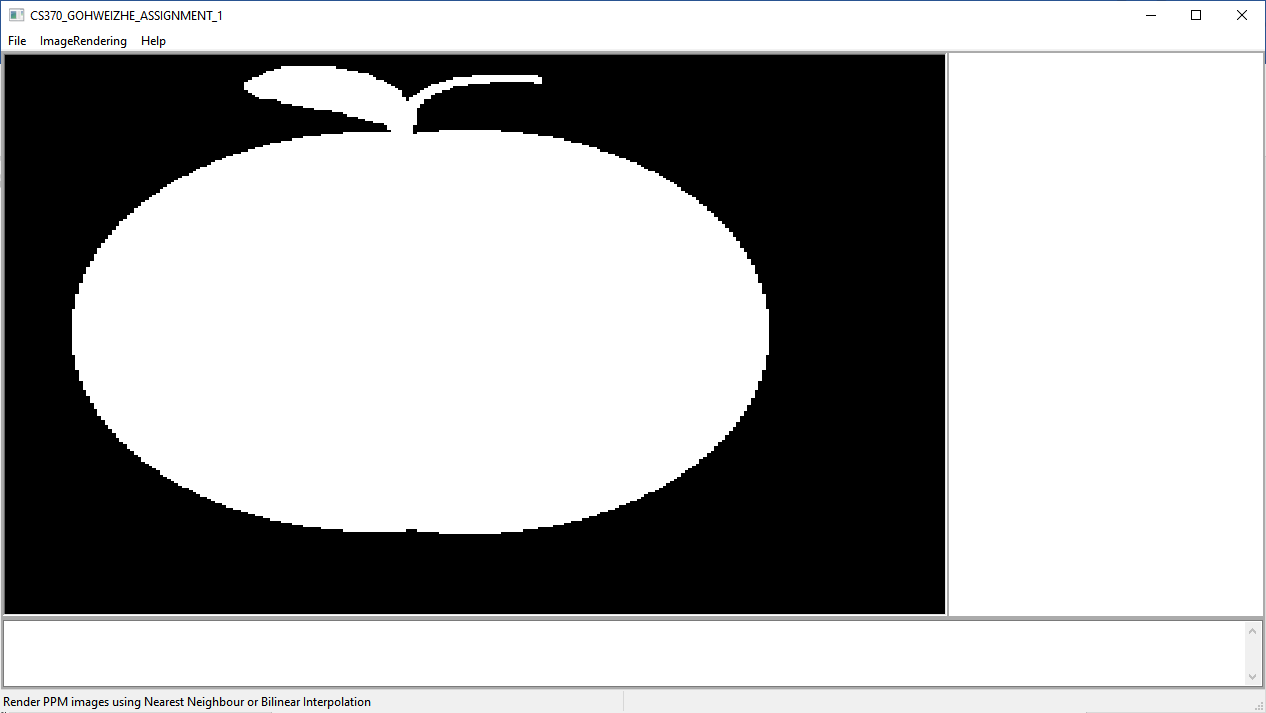 CS370_GOHWEIZHE_ASSIGNMENT_1
File ImageRendering Help
Render PPM images using Nearest Neighbour or Bilinear Interpolation